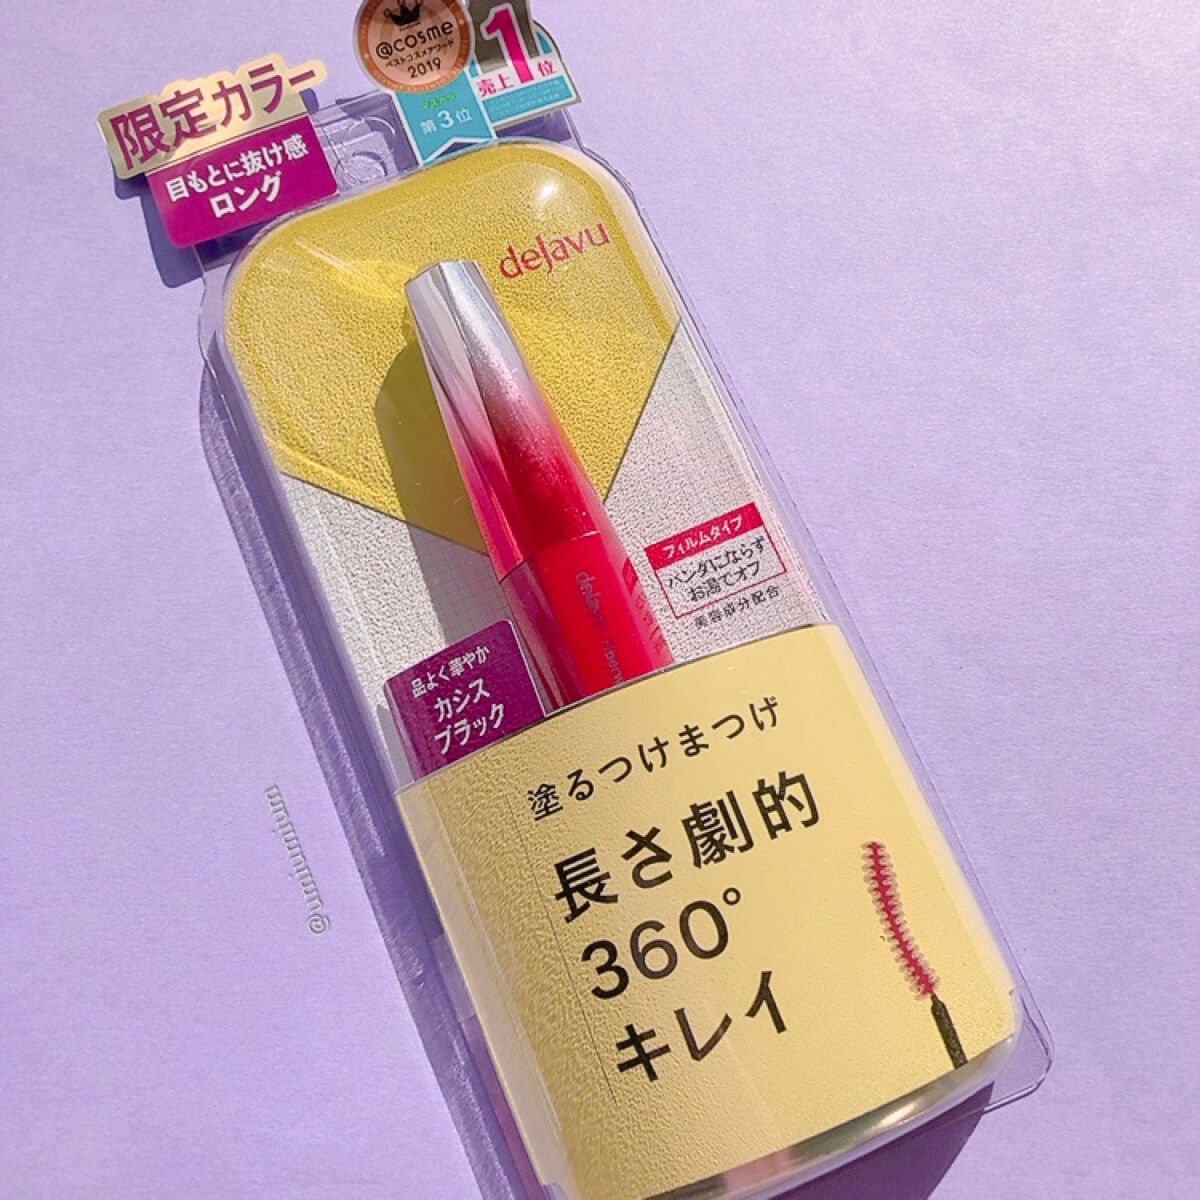 @cosme
ベストコスメアワード
2019
マスカラ
第3位
売上1位
限定カラー
目もとに抜け感
ロング
dejavu
フィルムタイプ
パンダにならず
お湯でオフ
美容成分配合
dejavu
品よく華やか
カシス
ブラック
塗るつけまつげ
長さ劇的
360°
キレイ